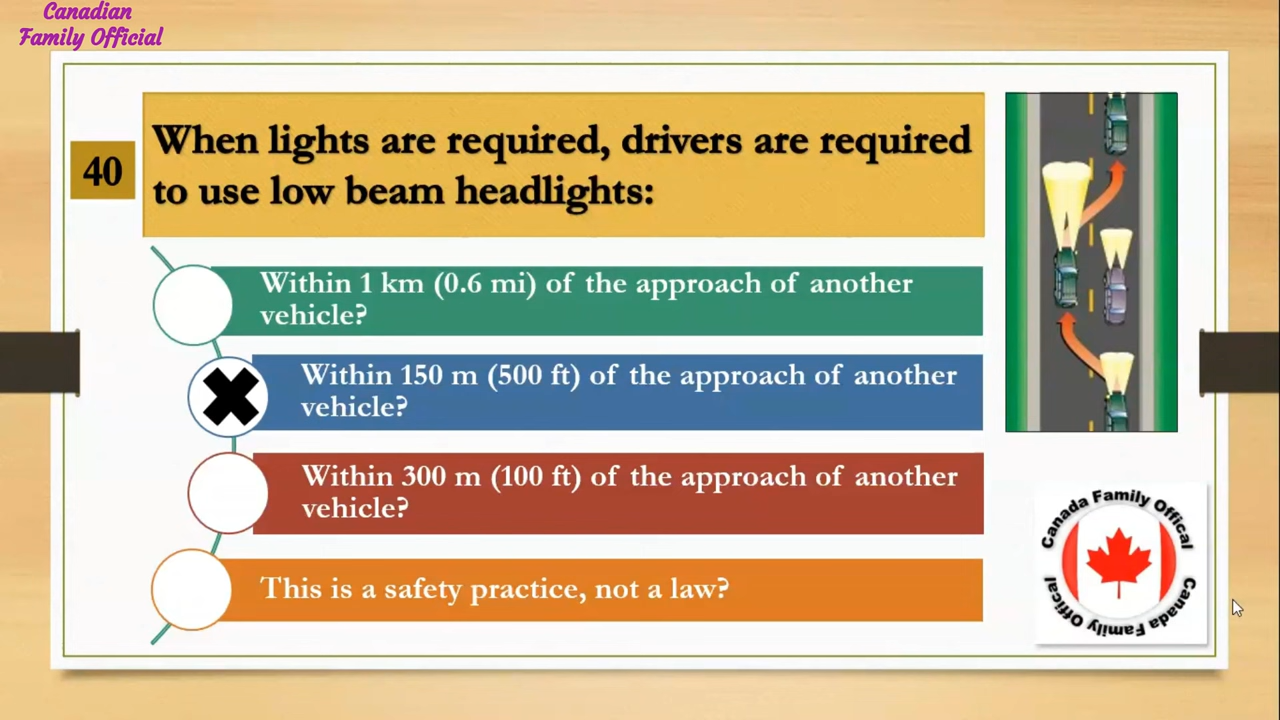 Canadian
Family Official
40
When lights are required, drivers are required
to use low beam headlights:
Within 1 km (0.6 mi) of the approach of another
vehicle?
Within 150 m (500 ft) of the approach of another
vehicle?
Within 300 m (100 ft) of the approach of another
vehicle?
This is a safety practice, not a law?
Canada Family Offical
Canada Family Offical